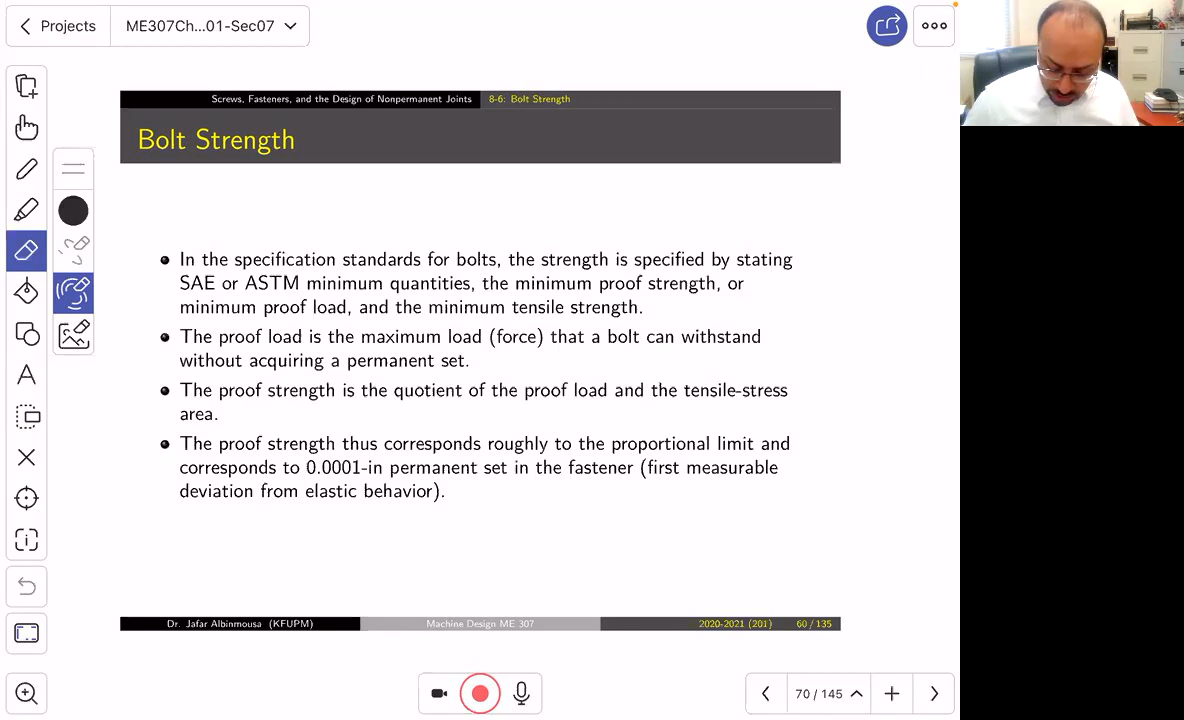 Projects
ME307Ch...01-Sec07
Screws, Fasteners, and the Design of Nonpermanent Joints
8-6: Bolt Strength
Bolt Strength
In the specification standards for bolts, the strength is specified by stating
SAE or ASTM minimum quantities, the minimum proof strength, or
minimum proof load, and the minimum tensile strength.
The proof load is the maximum load (force) that a bolt can withstand
without acquiring a permanent set.
The proof strength is the quotient of the proof load and the tensile-stress
area.
The proof strength thus corresponds roughly to the proportional limit and
corresponds to 0.0001-in permanent set in the fastener (first measurable
deviation from elastic behavior).
Dr. Jafar Albinmousa (KFUPM)
Machine Design ME 307
2020-2021 (201)
60 / 135
70 / 145